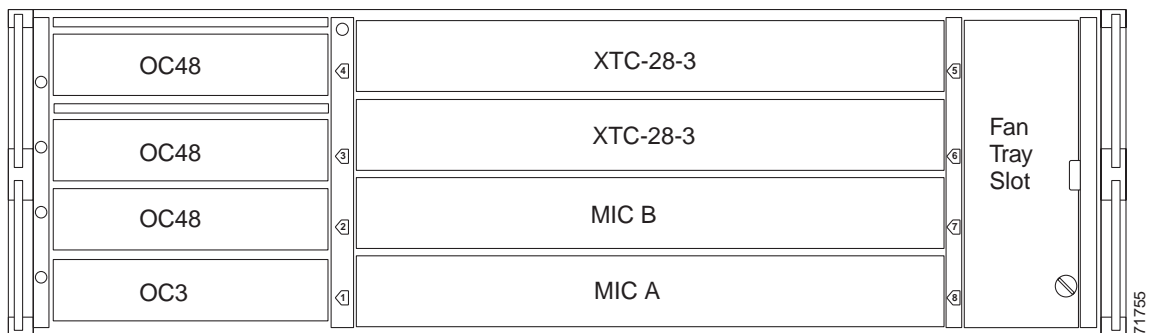 OC48
4
XTC-28-3
5
OC48
3
XTC-28-3
6
Fan
Tray
Slot
OC48
2
MIC B
7
OC3
1
MIC A
8
71755